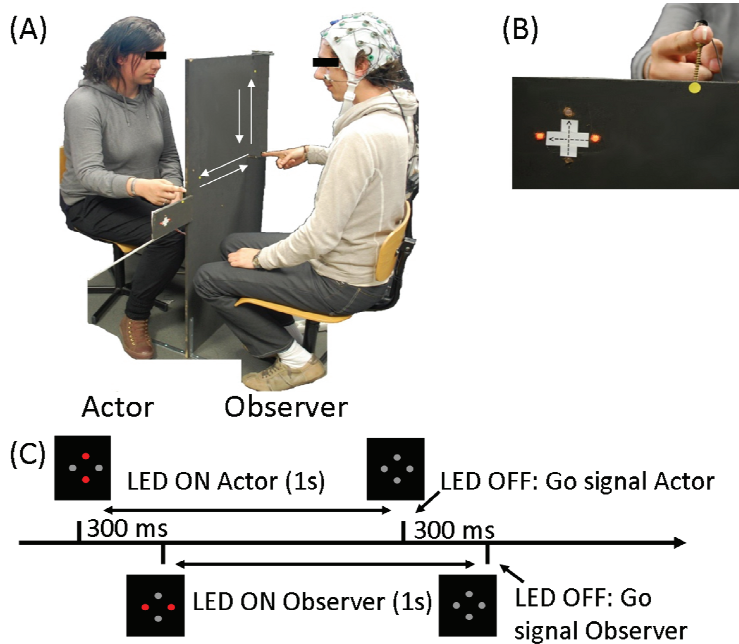 (A)
(B)
Actor
Observer
(C)
LED ON Actor (1s)
LED OFF: Go signal Actor
300 ms
300 ms
LED ON Observer (1s)
LED OFF: Go
signal Observer